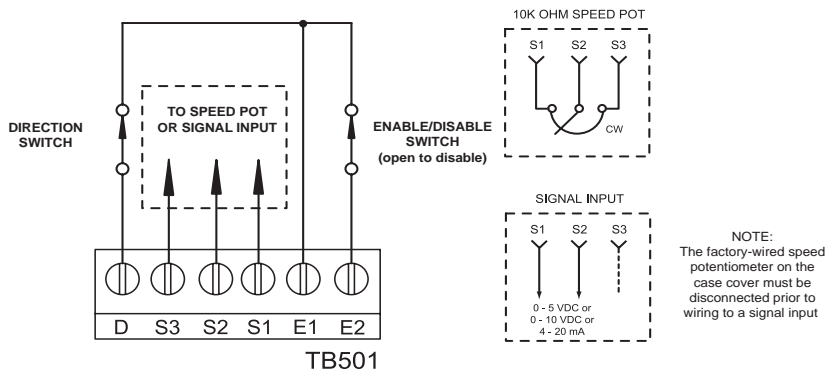 DIRECTION
SWITCH
TO SPEED POT
OR SIGNAL INPUT
ENABLE/DISABLE
SWITCH
(open to disable)
D S3 S2 S1 E1 E2
TB501
10K OHM SPEED POT
S1 S2 S3
CW
SIGNAL INPUT
S1 S2 S3
0 - 5 VDC or
0 - 10 VDC or
4 - 20 mA
NOTE:
The factory-wired speed
potentiometer on the
case cover must be
disconnected prior to
wiring to a signal input